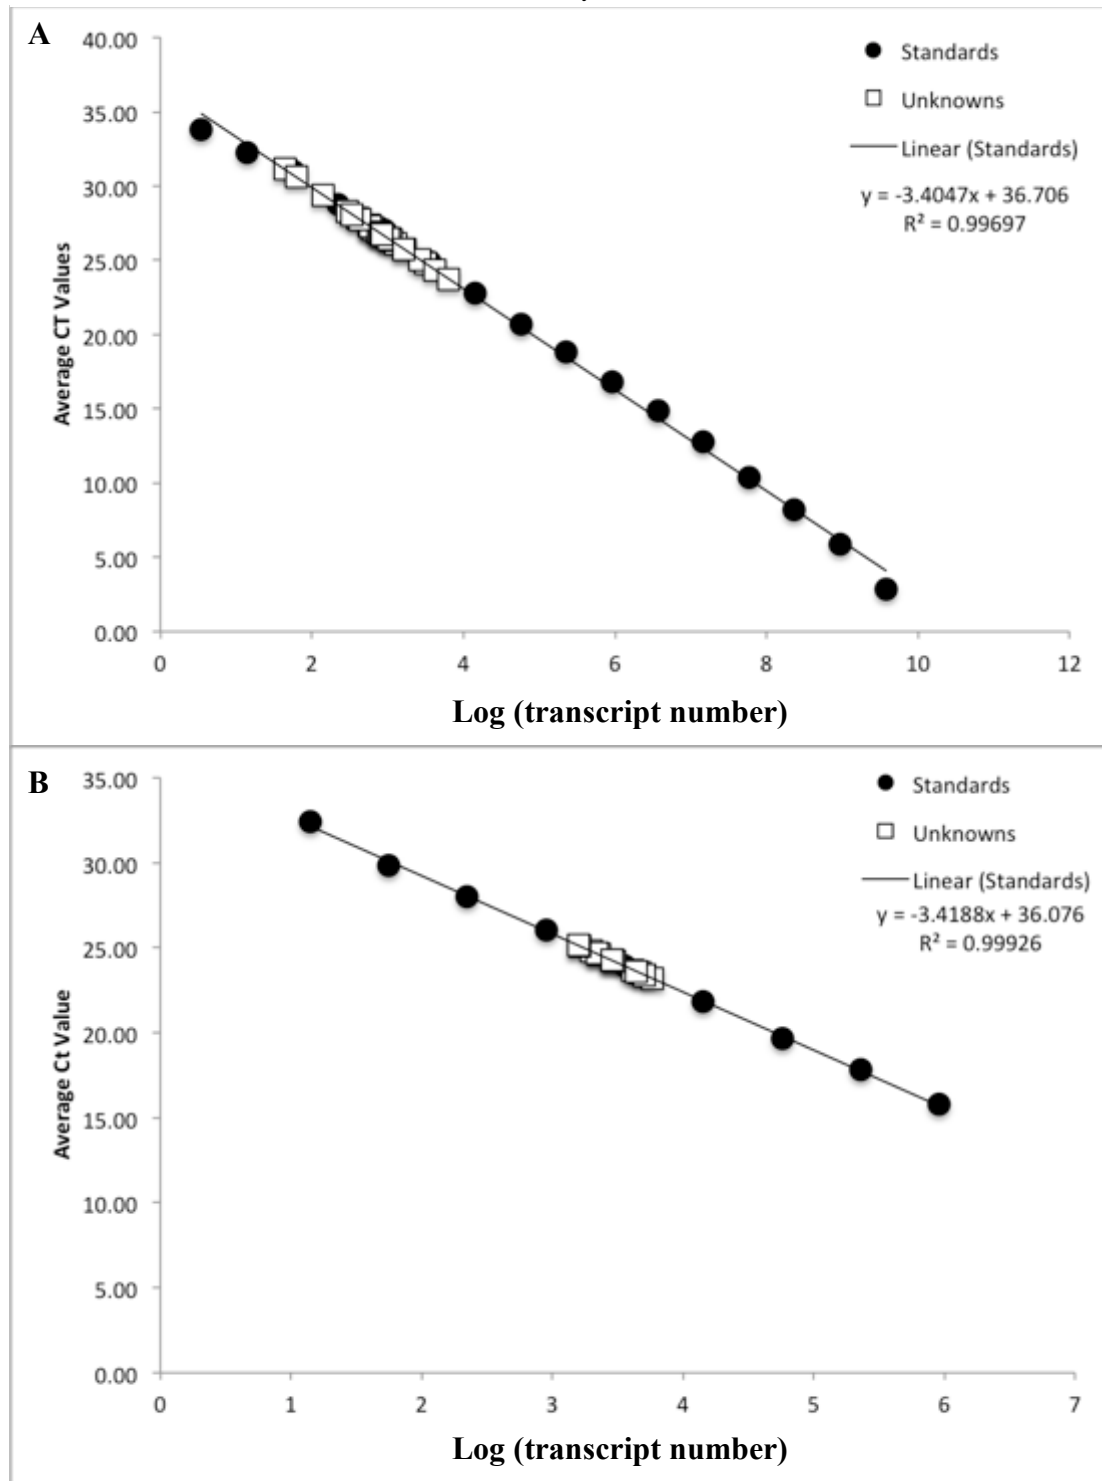 A
40.00
35.00
30.00
25.00
20.00
15.00
10.00
5.00
0.00
Average CT Values
Standards
Unknowns
Linear (Standards)
y = -3.4047x + 36.706
R² = 0.99697
0 2 4 6 8 10 12
Log (transcript number)
B
35.00
30.00
25.00
20.00
15.00
10.00
5.00
0.00
Average Ct Value
Standards
Unknowns
Linear (Standards)
y = -3.4188x + 36.076
R² = 0.99926
0 1 2 3 4 5 6 7
Log (transcript number)